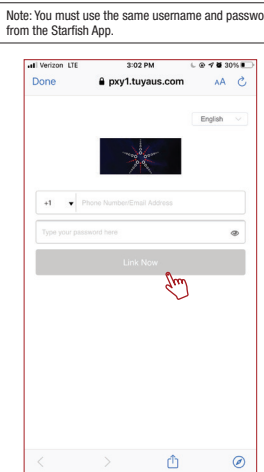 Note: You must use the same username and passwo
from the Starfish App.
Verizon LTE
3:02 PM
30%
Done
pxy1.tuyaus.com
AA
English
+1
Phone Number/Email Address
Type your password here
Link Now